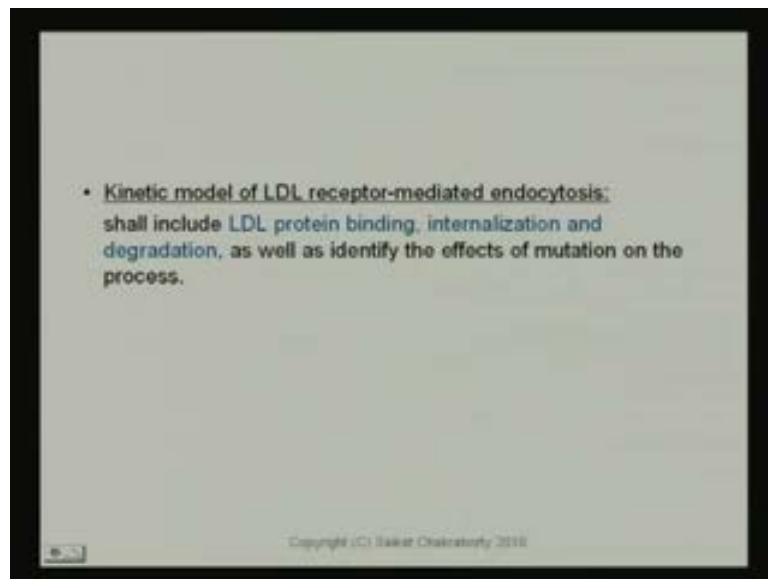 • Kinetic model of LDL receptor-mediated endocytosis:
shall include LDL protein binding, internalization and
degradation, as well as identify the effects of mutation on the
process.
Copyright (C) Saikat Chakraborty 2010